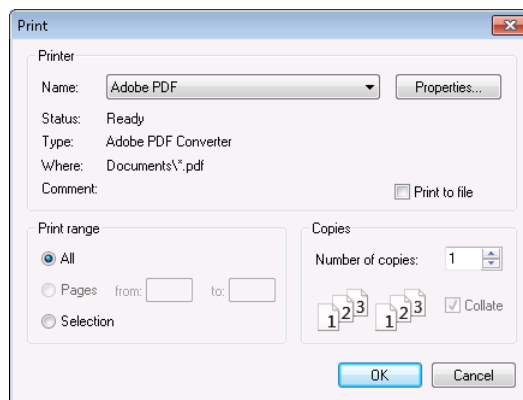 Print
Printer
Name: Adobe PDF Properties...
Status: Ready
Type: Adobe PDF Converter
Where: Documents\*.pdf
Comment: Print to file
Print range
All
Pages from: to:
Selection
Copies
Number of copies: 1
1 2 3 1 2 3 Collate
OK Cancel